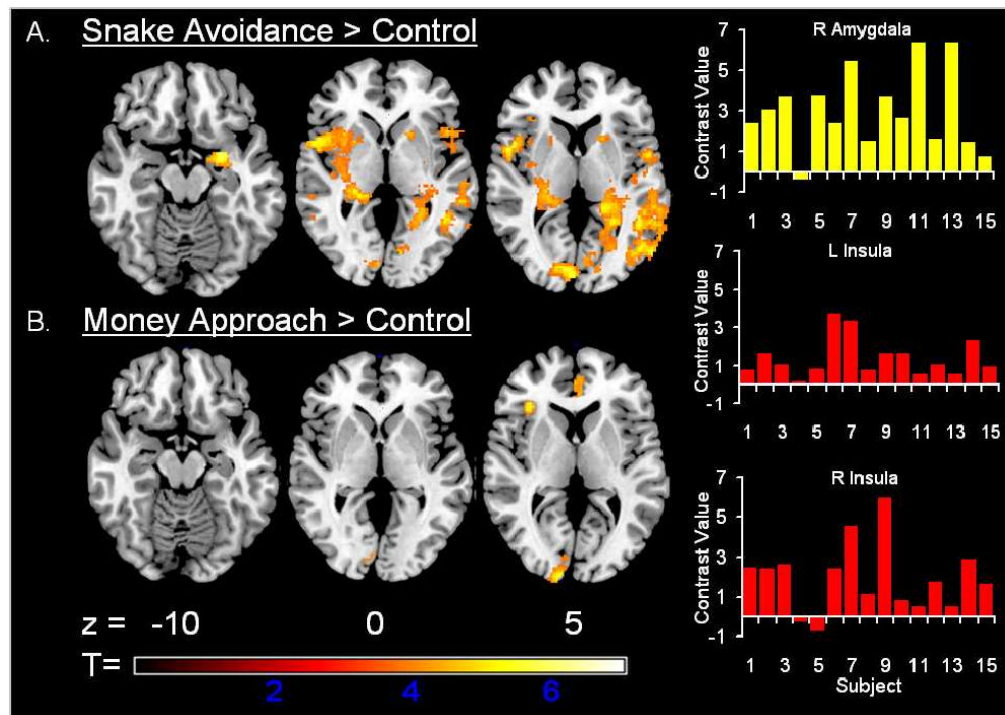 A. Snake Avoidance > Control
B. Money Approach > Control
z = -10 0 5
T=
2 4 6
R Amygdala
Contrast Value
7
5
3
1
-1
1 3 5 7 9 11 13 15
L Insula
Contrast Value
7
5
3
1
-1
1 3 5 7 9 11 13 15
R Insula
Contrast Value
7
5
3
1
-1
1 3 5 7 9 11 13 15
Subject